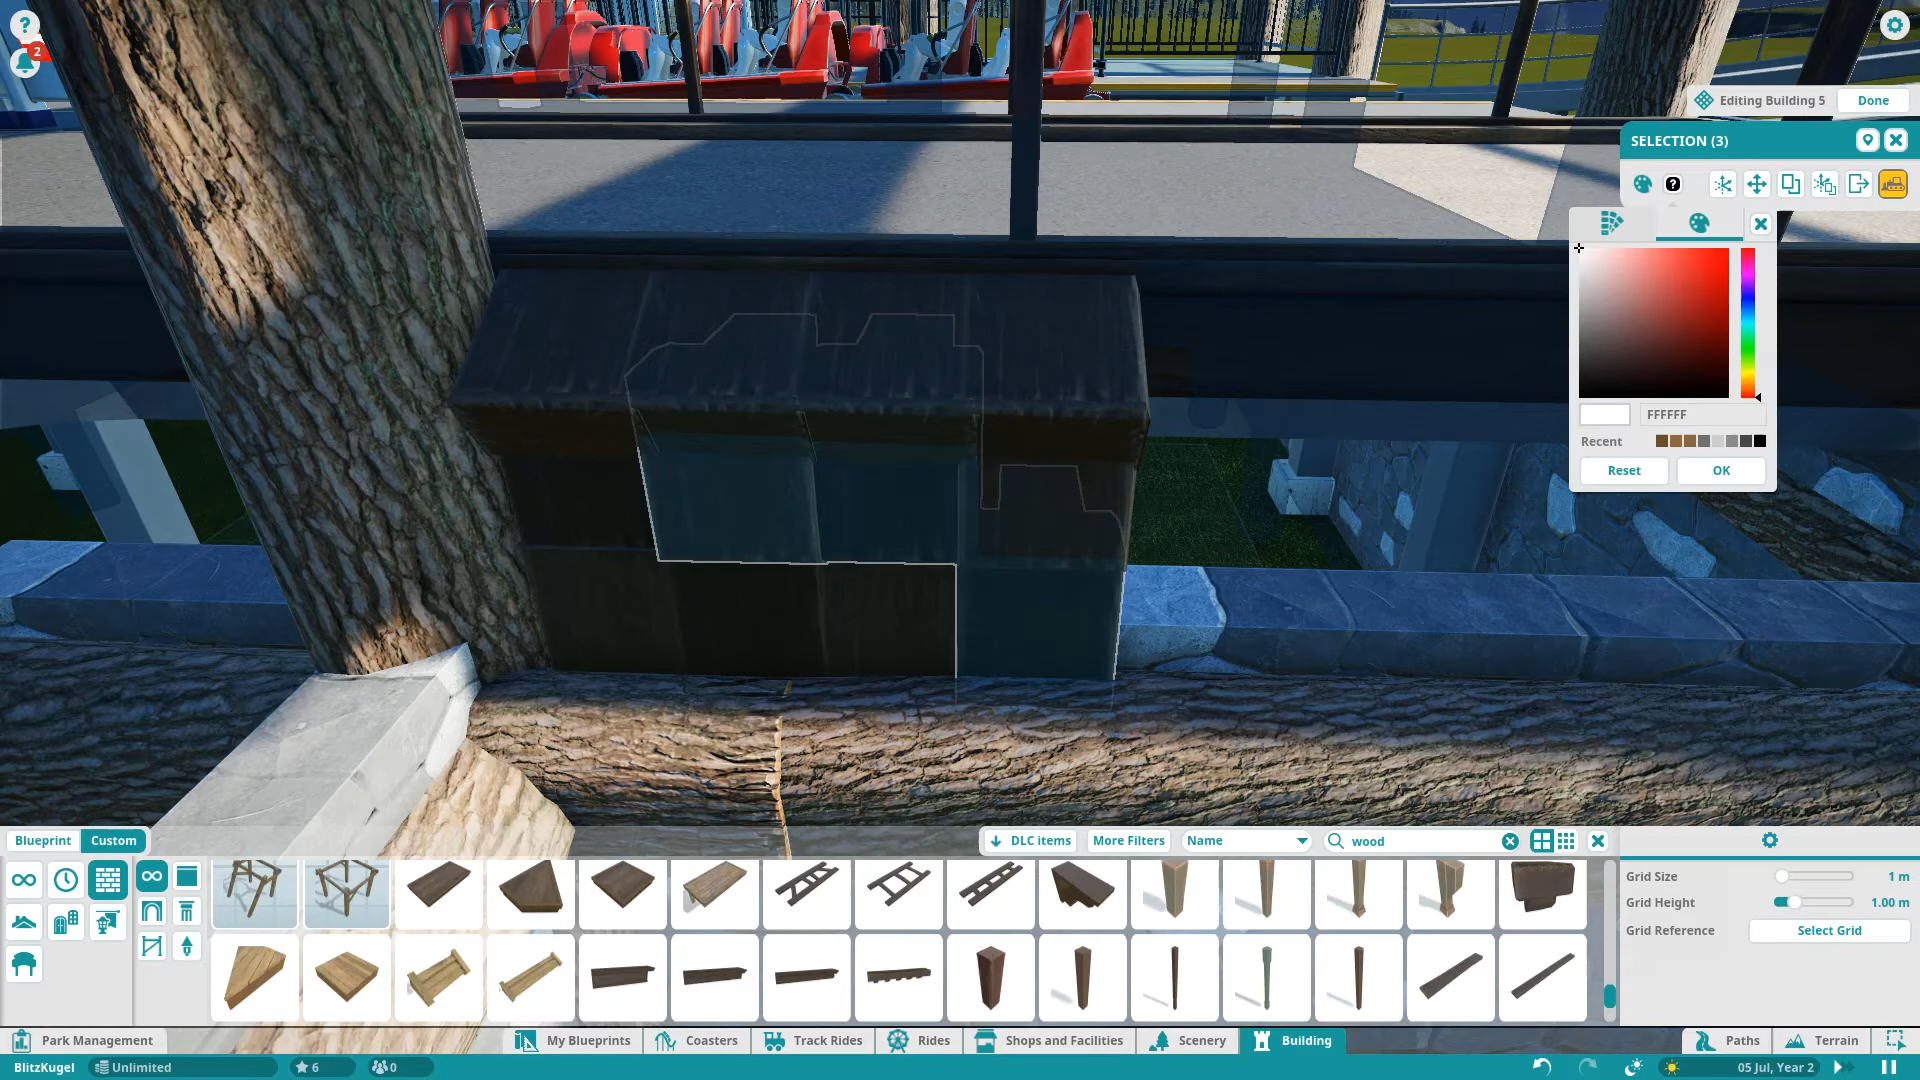 ?
2
Editing Building 5
Done
SELECTION (3)
?
FFFFFF
Recent
Reset
OK
Blueprint
Custom
DLC items
More Filters
Name
wood
Grid Size
1 m
Grid Height
1.00 m
Grid Reference
Select Grid
Park Management
My Blueprints
Coasters
Track Rides
Rides
Shops and Facilities
Scenery
Building
Paths
Terrain
BlitzKugel
Unlimited
6
0
05 Jul, Year 2